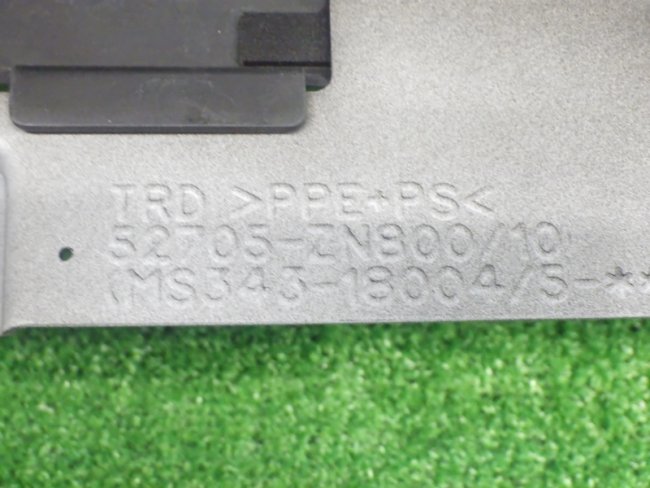 TRD >PPE+PS<
52705-ZN800/10
(MS343-18004/5-**